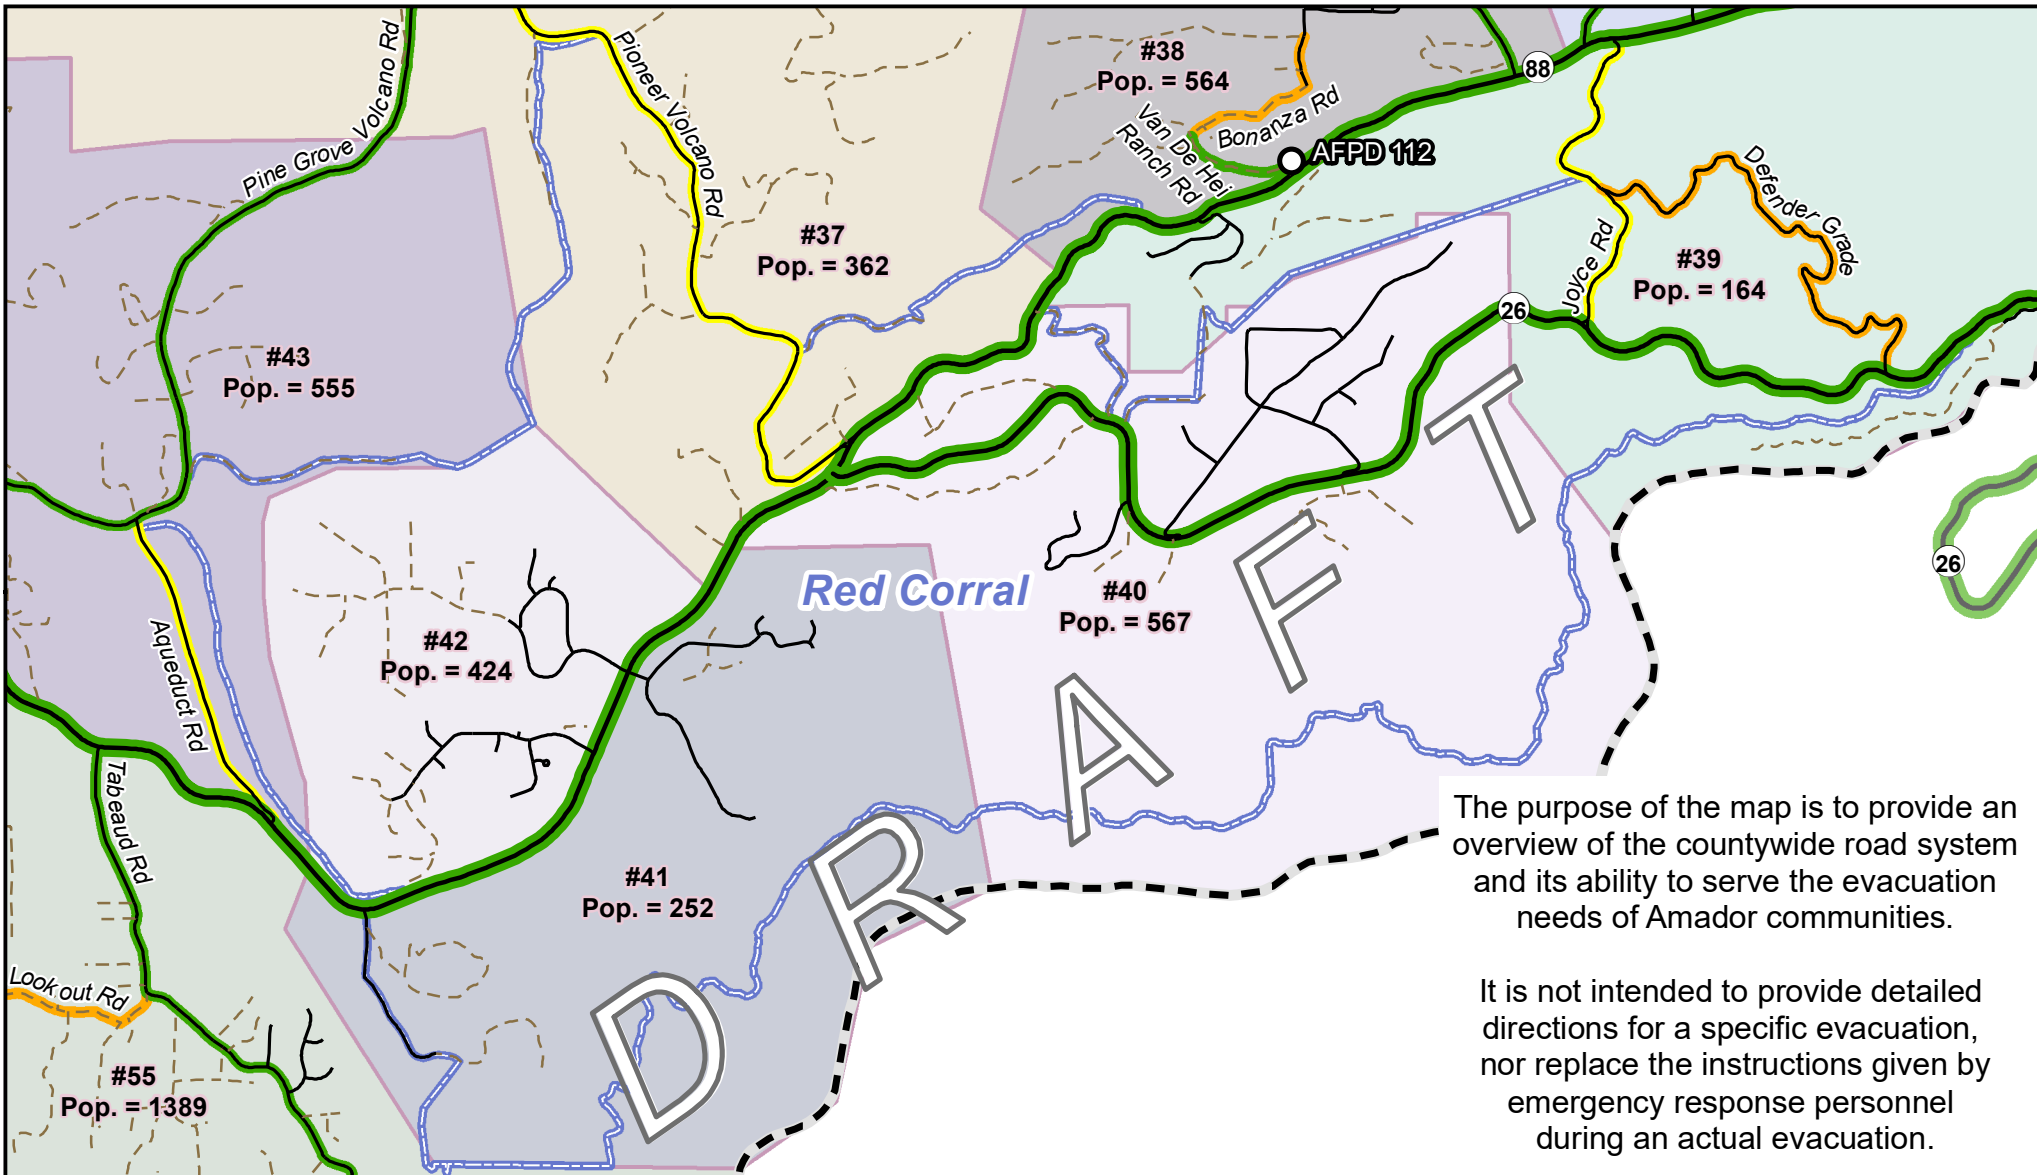 Pine Grove Volcano Rd
Pioneer Volcano Rd
#38
Pop. = 564
88
Bonanza Rd
Van De Hei
Ranch Rd
AFPD 112
Defender Grade
#37
Pop. = 362
Joyce Rd
#39
Pop. = 164
26
#43
Pop. = 555
26
Red Corral
#40
Pop. = 567
#42
Pop. = 424
Aqueduct Rd
Tabeaud Rd
#41
Pop. = 252
Lookout Rd
#55
Pop. = 1389
DRAFT
The purpose of the map is to provide an
overview of the countywide road system
and its ability to serve the evacuation
needs of Amador communities.
It is not intended to provide detailed
directions for a specific evacuation,
nor replace the instructions given by
emergency response personnel
during an actual evacuation.